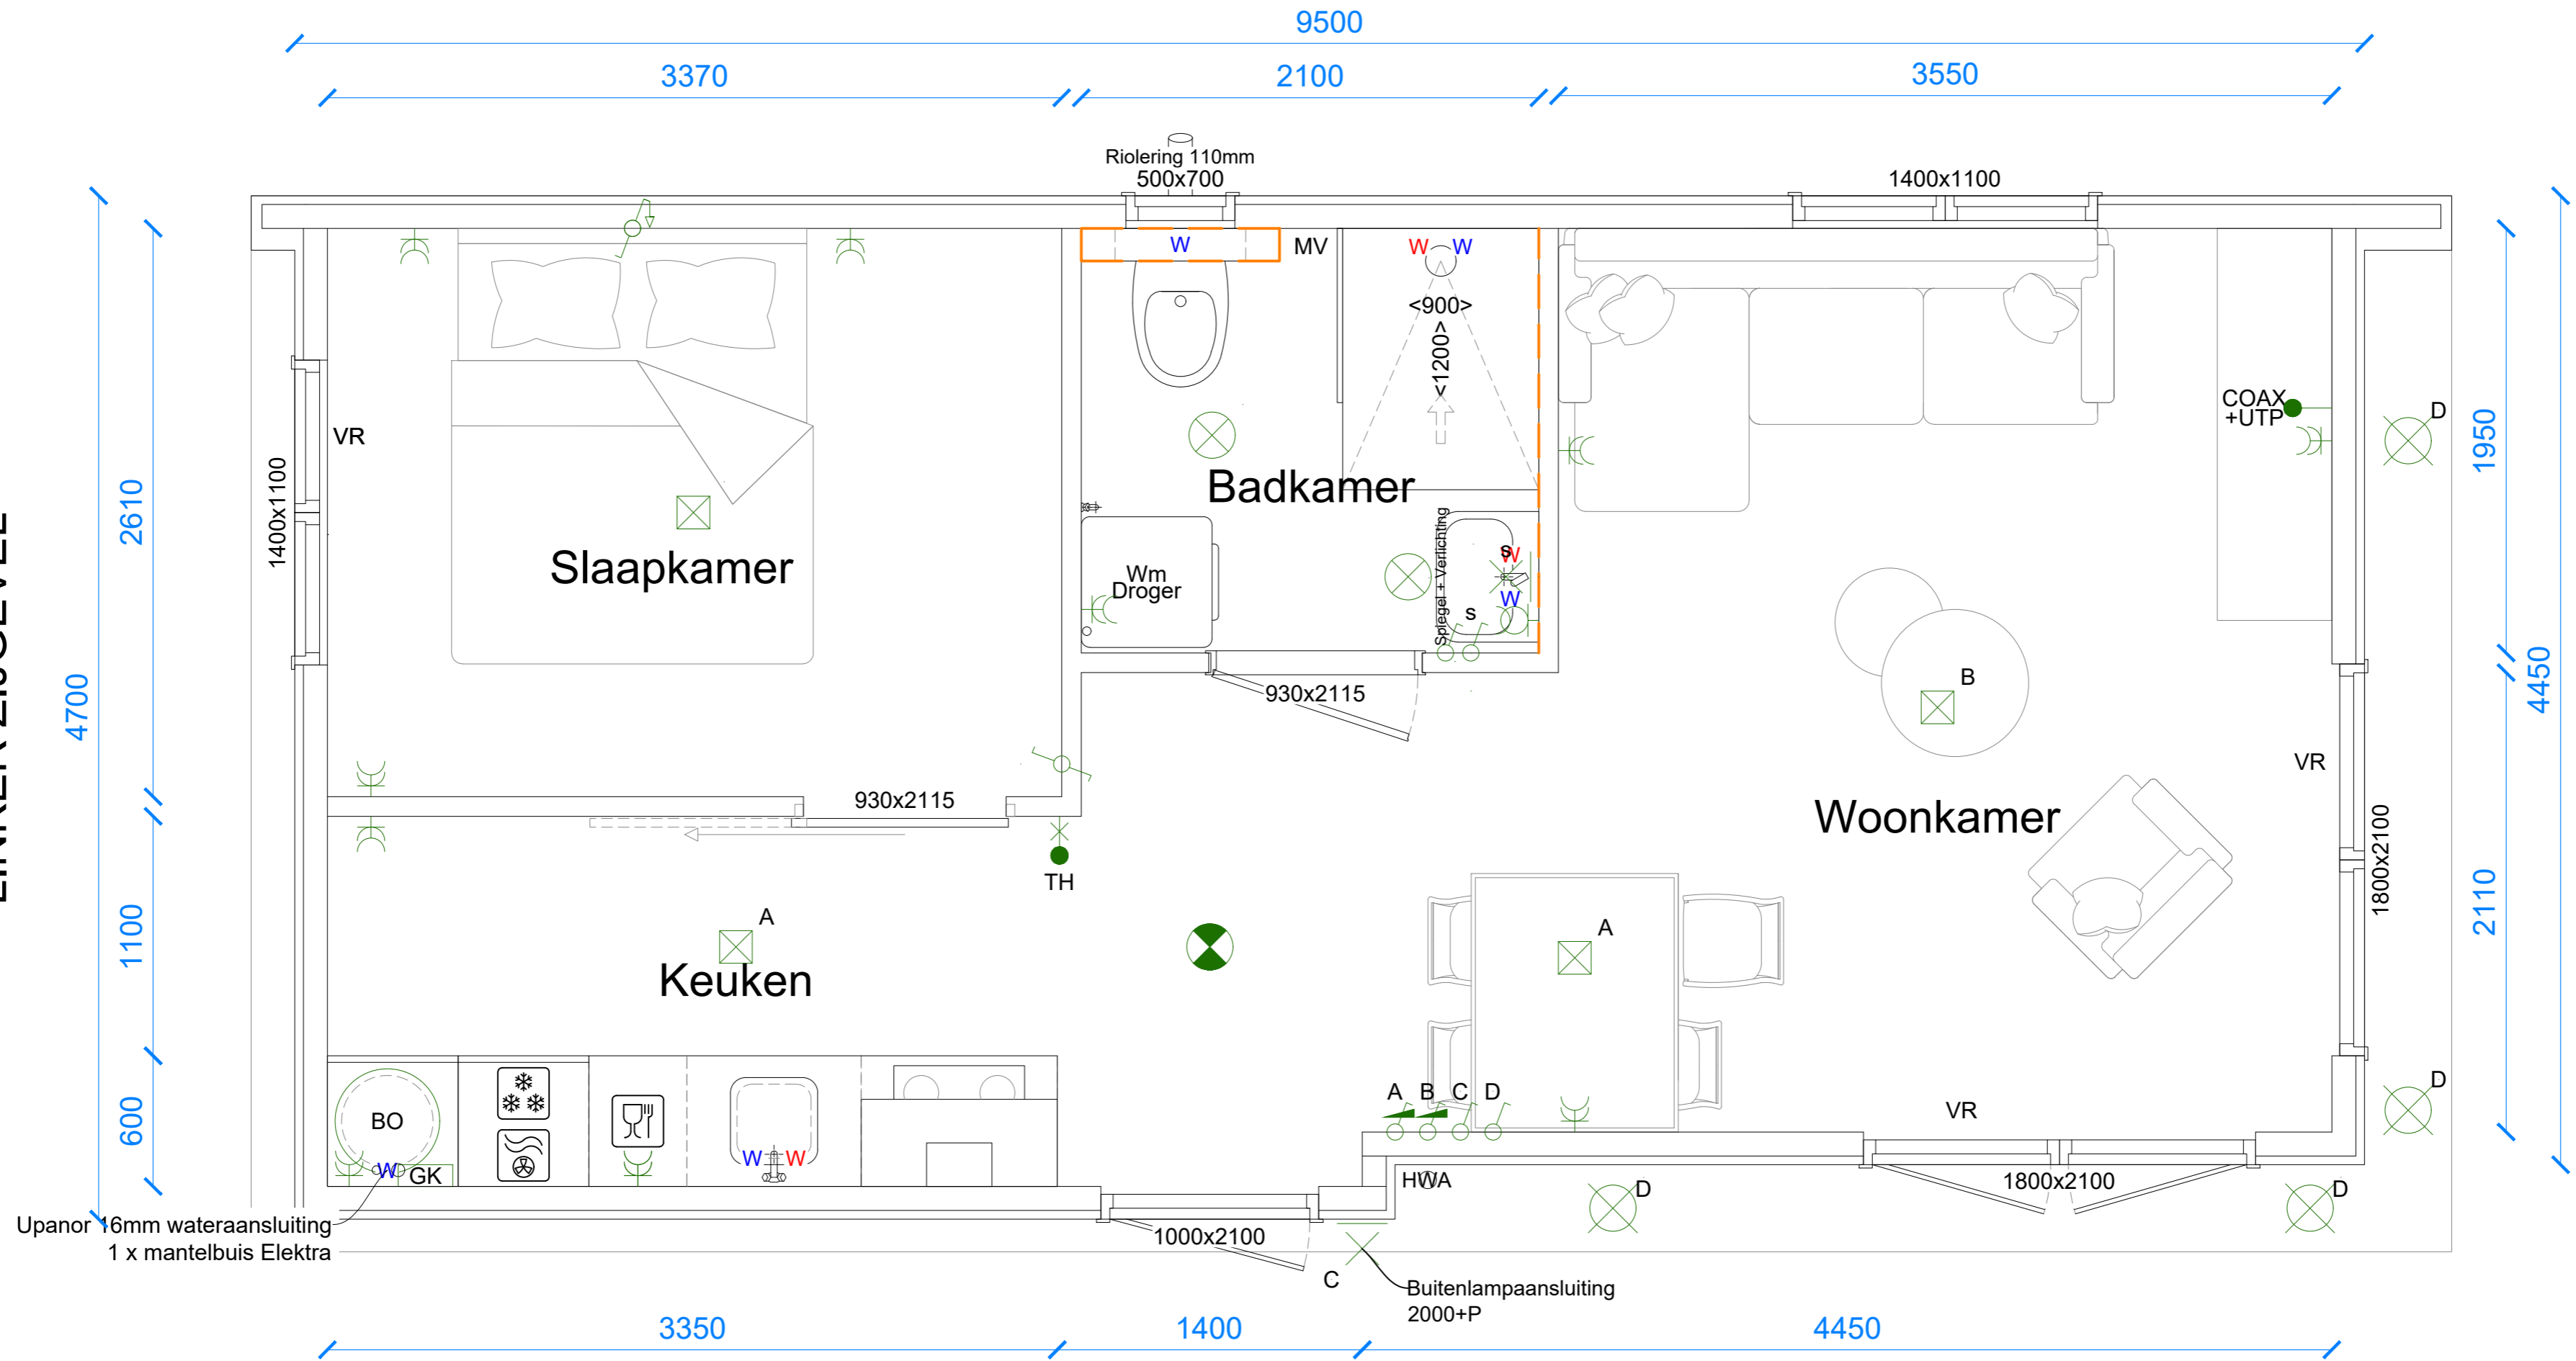 9500
3370
2100
3550
Riolering 110mm
500x700
1400x1100
W
MV
W W
<900>
<1200>
VR
1400x1100
COAX
+UTP
D
Badkamer
Slaapkamer
Wm
Droger
Spiegel + Verlichting
s
W
W
s
2610
4700
1950
4450
930x2115
B
VR
930x2115
Woonkamer
1800x2100
TH
A
A
Keuken
1100
2110
D
A B C D
VR
BO
600
W GK
W W
HWA
D
D
1800x2100
Upanor 16mm wateraansluiting
1 x mantelbuis Elektra
1000x2100
C
Buitenlampaansluiting
2000+P
3350
1400
4450